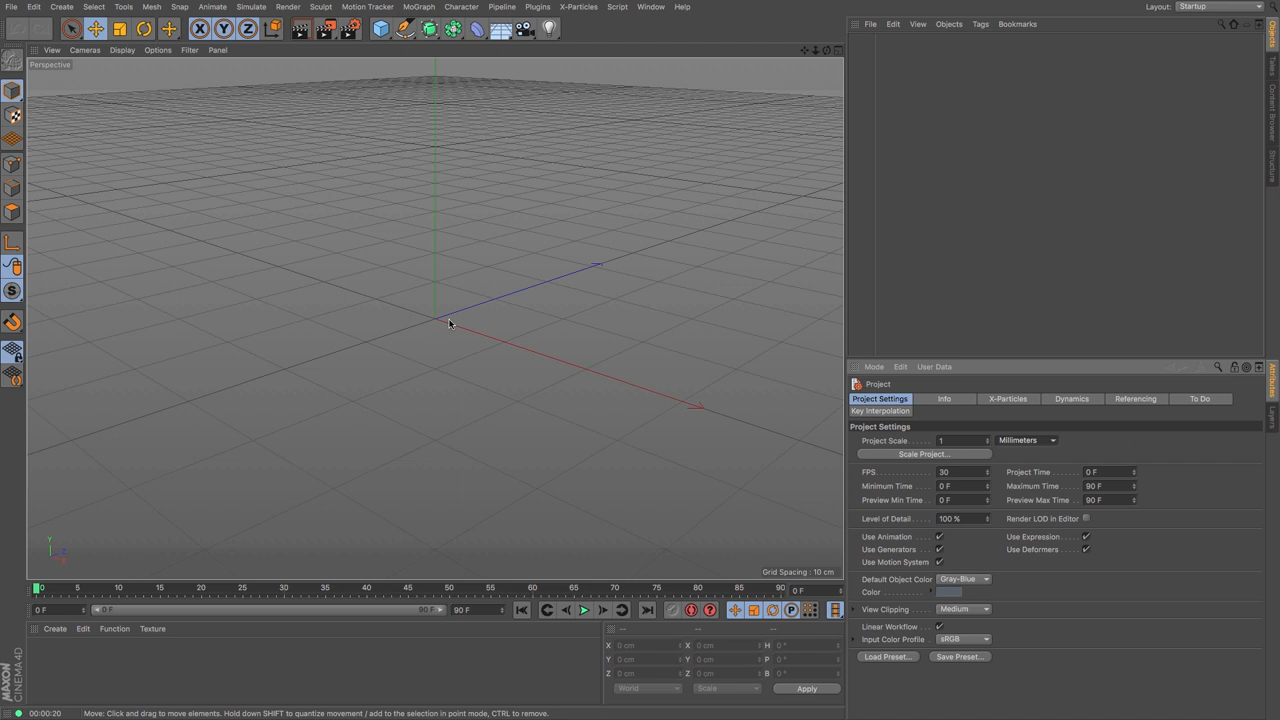 File Edit Create Select Tools Mesh Snap Animate Simulate Render Sculpt Motion Tracker MoGraph Character Pipeline Plugins X-Particles Script Window Help Layout: Startup
X Y Z
File Edit View Objects Tags Bookmarks
View Cameras Display Options Filter Panel
Perspective
Objects
Takes
Content Browser
Structure
S
Mode Edit User Data
Project
Project Settings Info X-Particles Dynamics Referencing To Do
Key Interpolation
Attributes
Layers
Project Settings
Project Scale 1 Millimeters
Scale Project...
FPS 30 Project Time 0 F
Minimum Time 0 F Maximum Time 90 F
Preview Min Time 0 F Preview Max Time 90 F
Level of Detail 100 % Render LOD in Editor
Use Animation Use Expression
Use Generators Use Deformers
Use Motion System
Default Object Color Gray-Blue
Color
View Clipping Medium
Linear Workflow
Input Color Profile sRGB
Load Preset... Save Preset...
Y
Z
X
Grid Spacing : 10 cm
0 5 10 15 20 25 30 35 40 45 50 55 60 65 70 75 80 85 90 0 F
0 F 0 F 90 F 90 F P
Create Edit Function Texture
-- -- --
X 0 cm X 0 cm H 0 °
Y 0 cm Y 0 cm P 0 °
Z 0 cm Z 0 cm B 0 °
World Scale Apply
MAXON
CINEMA 4D
00:00:20 Move: Click and drag to move elements. Hold down SHIFT to quantize movement / add to the selection in point mode, CTRL to remove.